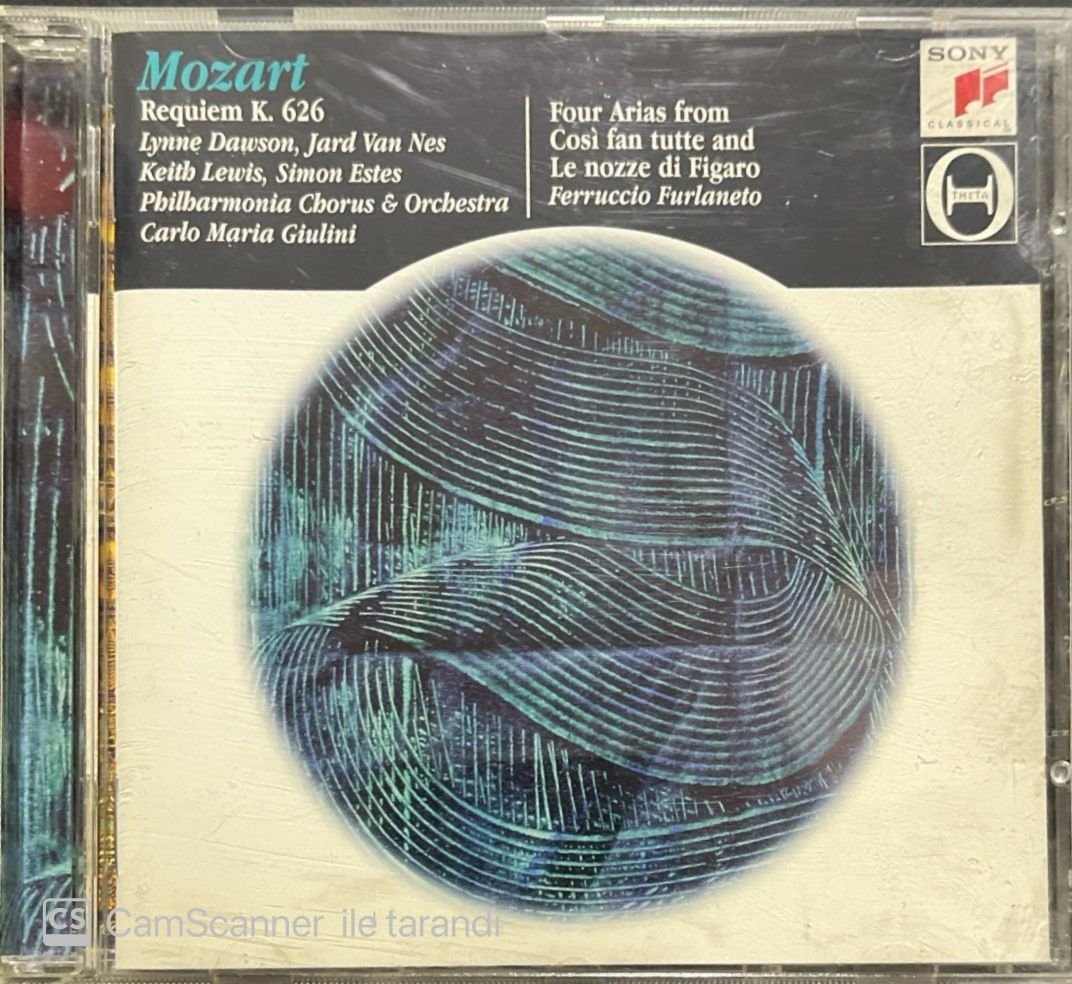 Mozart
Requiem K. 626
Lynne Dawson, Jard Van Nes
Keith Lewis, Simon Estes
Philharmonia Chorus & Orchestra
Carlo Maria Giulini
Four Arias from
Così fan tutte and
Le nozze di Figaro
Ferruccio Furlaneto
SONY
CLASSICAL
THETA
CS CamScanner ile tarandı